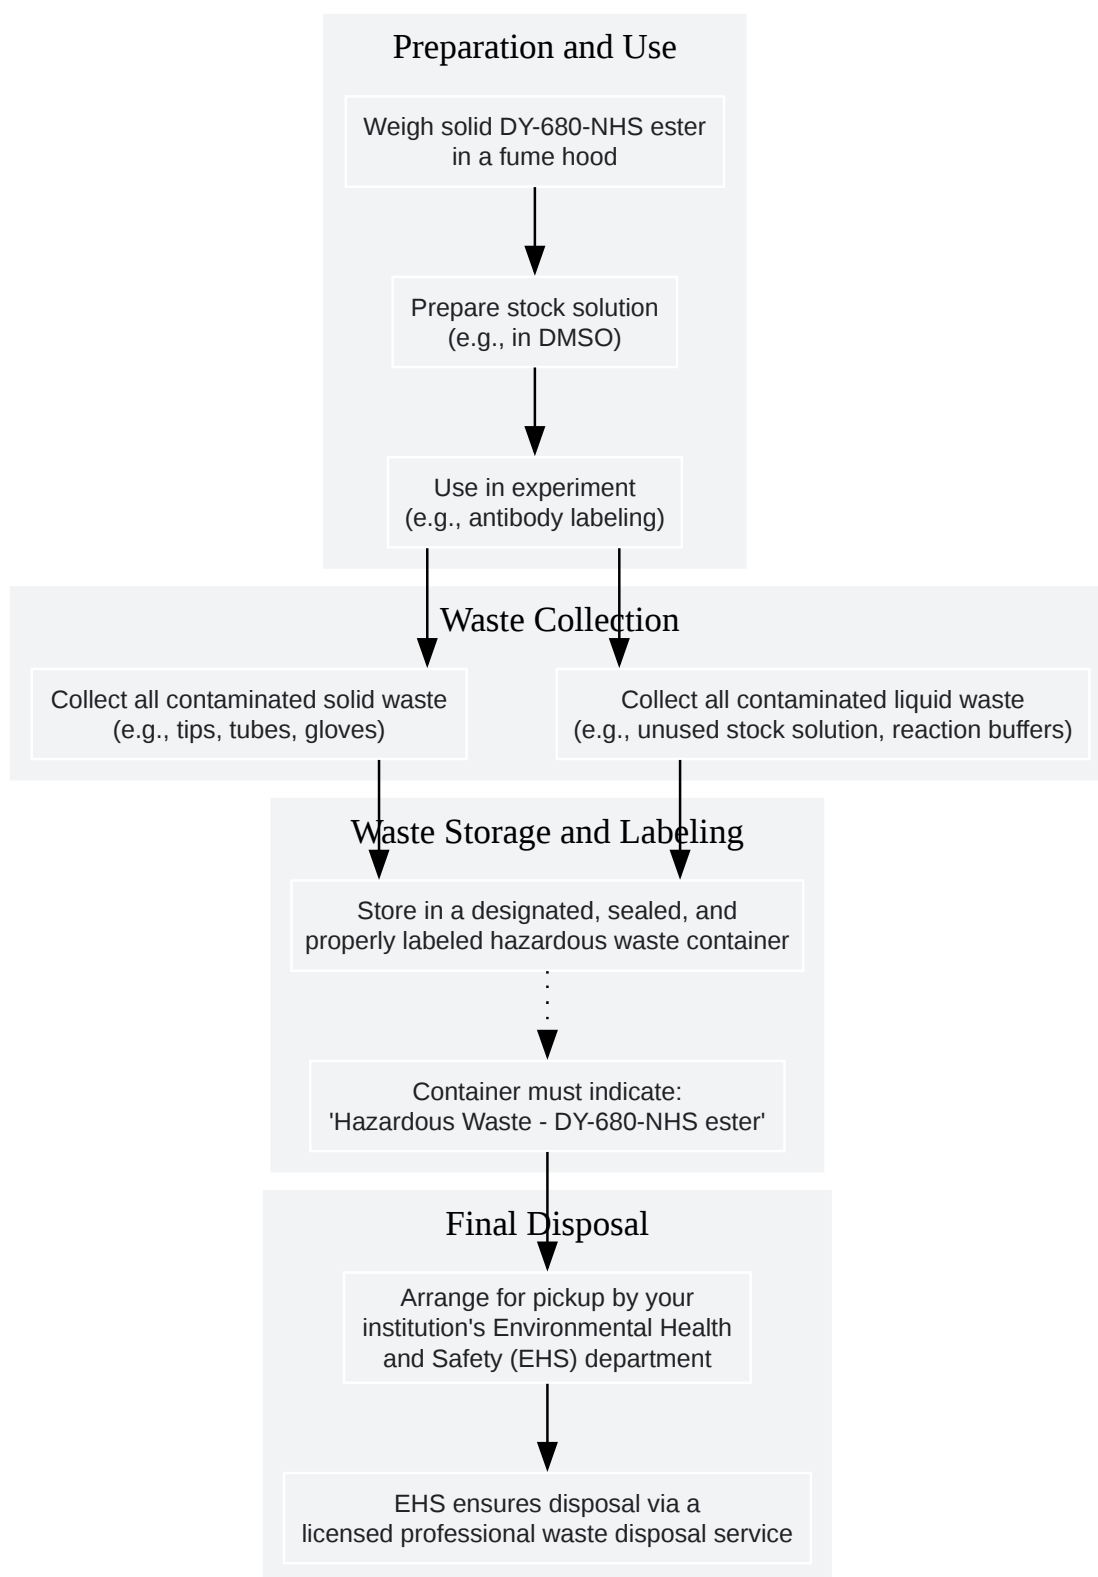 Preparation and Use
Weigh solid DY-680-NHS ester
in a fume hood
Prepare stock solution
(e.g., in DMSO)
Use in experiment
(e.g., antibody labeling)
Waste Collection
Collect all contaminated solid waste
(e.g., tips, tubes, gloves)
Collect all contaminated liquid waste
(e.g., unused stock solution, reaction buffers)
Waste Storage and Labeling
Store in a designated, sealed, and
properly labeled hazardous waste container
Container must indicate:
'Hazardous Waste - DY-680-NHS ester'
Final Disposal
Arrange for pickup by your
institution's Environmental Health
and Safety (EHS) department
EHS ensures disposal via a
licensed professional waste disposal service